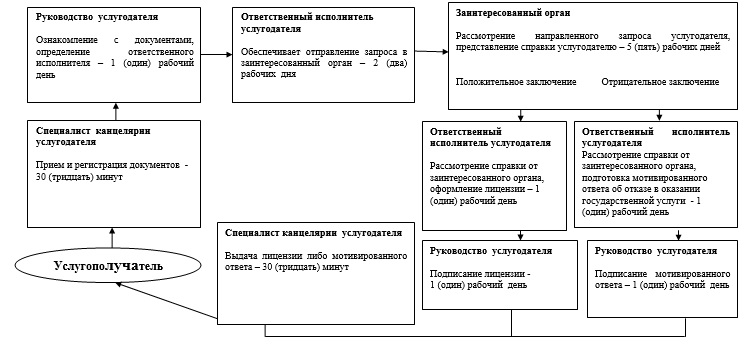 Руководство услугодателя
Ознакомление с документами,
определение ответственного
исполнителя – 1 (один) рабочий
день
Ответственный исполнитель
услугодателя
Обеспечивает отправление запроса в
заинтересованный орган – 2 (два)
рабочих дня
Заинтересованный орган
Рассмотрение направленного запроса услугодателя,
представление справки услугодателю – 5 (пять) рабочих дней
Положительное заключение Отрицательное заключение
Специалист канцелярии
услугодателя
Прием и регистрация документов -
30 (тридцать) минут
Ответственный
исполнитель услугодателя
Рассмотрение справки от
заинтересованного органа,
оформление лицензии – 1
(один) рабочий день
Ответственный исполнитель
услугодателя
Рассмотрение справки от
заинтересованного органа,
подготовка мотивированного
ответа об отказе в оказании
государственной услуги - 1
(один) рабочий день
Услугополучатель
Специалист канцелярии услугодателя
Выдача лицензии либо мотивированного
ответа – 30 (тридцать) минут
Руководство услугодателя
Подписание лицензии -
1 (один) рабочий день
Руководство услугодателя
Подписание мотивированного
ответа – 1 (один) рабочий день